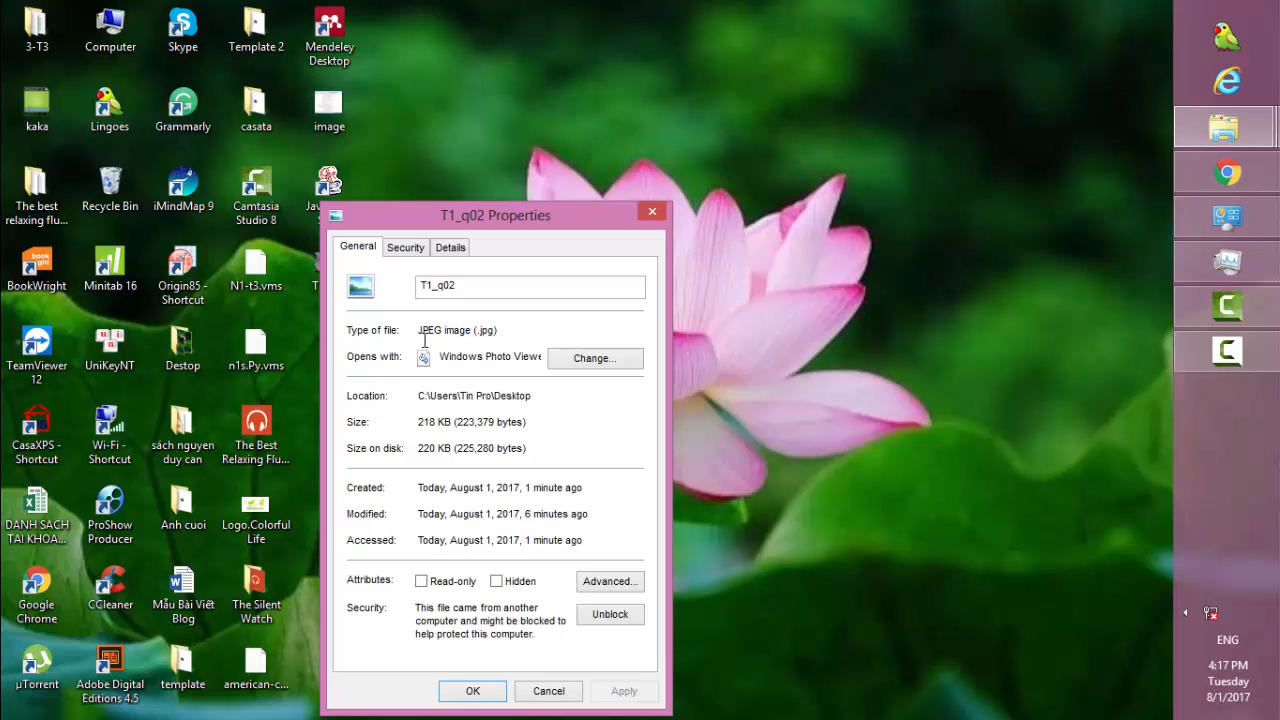 3-T3
Computer
Skype
Template 2
Mendeley
Desktop
kaka
Lingoes
Grammarly
casata
image
The best
relaxing flu...
Recycle Bin
iMindMap 9
Camtasia
Studio 8
Jav
S
BookWright
Minitab 16
Origin85 -
Shortcut
N1-t3.vms
T
TeamViewer
12
UniKeyNT
Destop
n1s.Py.vms
CasaXPS -
Shortcut
Wi-Fi -
Shortcut
sách nguyen
duy can
The Best
Relaxing Flu...
DANH SACH
TAI KHOA...
ProShow
Producer
Anh cuoi
Logo.Colorful
Life
Google
Chrome
CCleaner
Mẫu Bài Viết
Blog
The Silent
Watch
µTorrent
Adobe Digital
Editions 4.5
template
american-c...
T1_q02 Properties
General
Security
Details
T1_q02
Type of file:
JPEG image (.jpg)
Opens with:
Windows Photo Viewe
Change...
Location:
C:\Users\Tin Pro\Desktop
Size:
218 KB (223,379 bytes)
Size on disk:
220 KB (225,280 bytes)
Created:
Today, August 1, 2017, 1 minute ago
Modified:
Today, August 1, 2017, 6 minutes ago
Accessed:
Today, August 1, 2017, 1 minute ago
Attributes:
Read-only
Hidden
Advanced...
Security:
This file came from another
computer and might be blocked to
help protect this computer.
Unblock
OK
Cancel
Apply
ENG
4:17 PM
Tuesday
8/1/2017